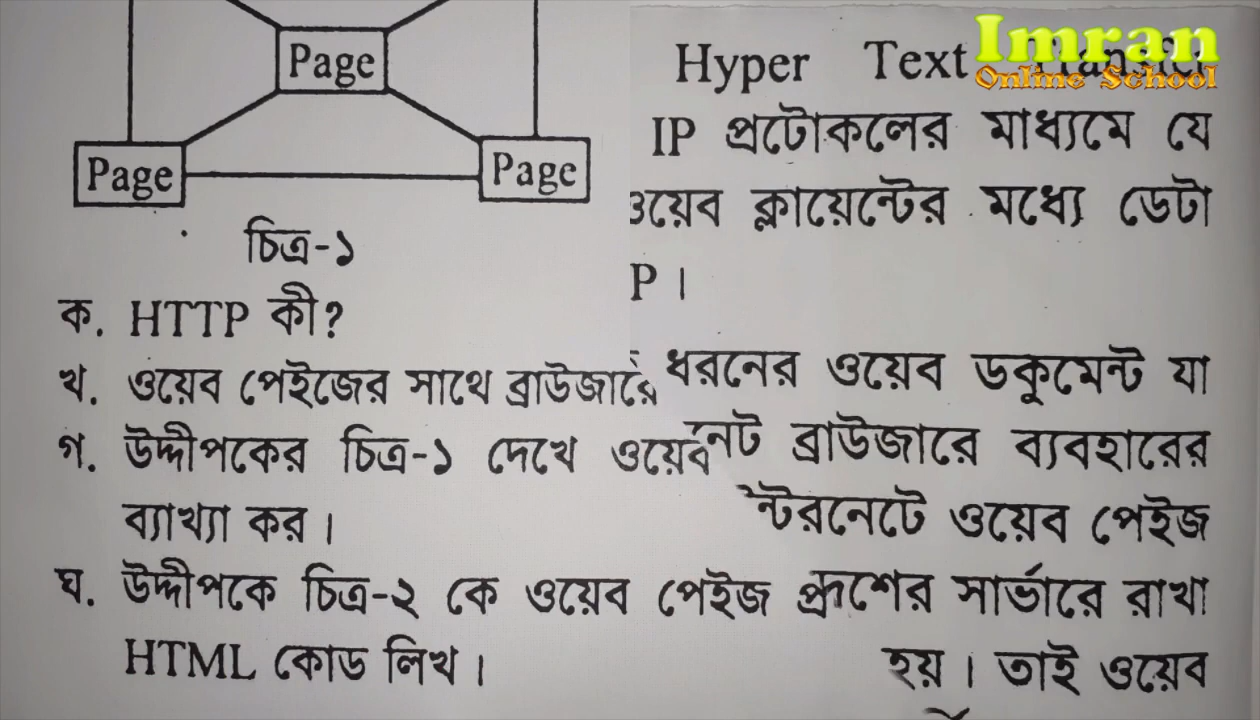 Page
Page
Page
চিত্র-১
ক. HTTP কী?
খ. ওয়েব পেইজের সাথে ব্রাউজারে
গ. উদ্দীপকের চিত্র-১ দেখে ওয়েব
ব্যাখ্যা কর।
ঘ. উদ্দীপকে চিত্র-২ কে ওয়েব পেইজ
HTML কোড লিখ।
Imran
Online School
Hyper Text
IP প্রটোকলের মাধ্যমে যে
ওয়েব ক্লায়েন্টের মধ্যে ডেটা
P।
ধরনের ওয়েব ডকুমেন্ট যা
নেট ব্রাউজারে ব্যবহারের
ন্টরনেটে ওয়েব পেইজ
সার্ভারে রাখা
হয়। তাই ওয়েব